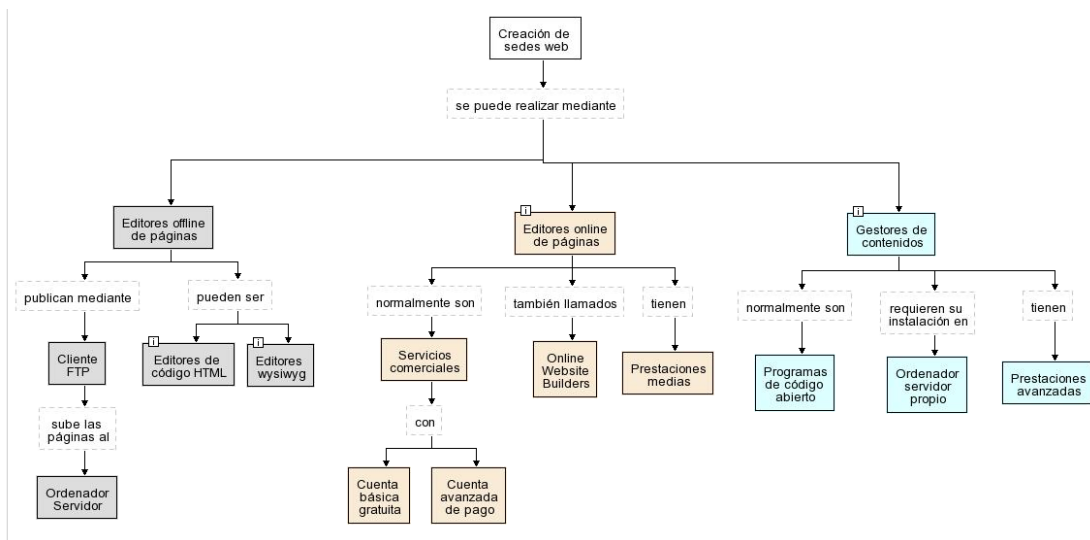 Creación de
sedes web
se puede realizar mediante
Editores offline
de páginas
publican mediante
Cliente
FTP
sube las
páginas al
Ordenador
Servidor
pueden ser
i
Editores de
código HTML
i
Editores
wysiwyg
i
Editores online
de páginas
normalmente son
Servicios
comerciales
con
Cuenta
básica
gratuita
Cuenta
avanzada
de pago
también llamados
Online
Website
Builders
tienen
Prestaciones
medias
i
Gestores de
contenidos
normalmente son
Programas
de código
abierto
requieren su
instalación en
Ordenador
servidor
propio
tienen
Prestaciones
avanzadas